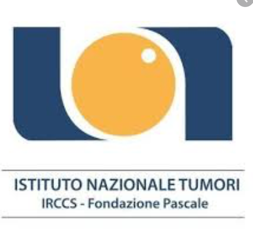 ISTITUTO NAZIONALE TUMORI
IRCCS - Fondazione Pascale